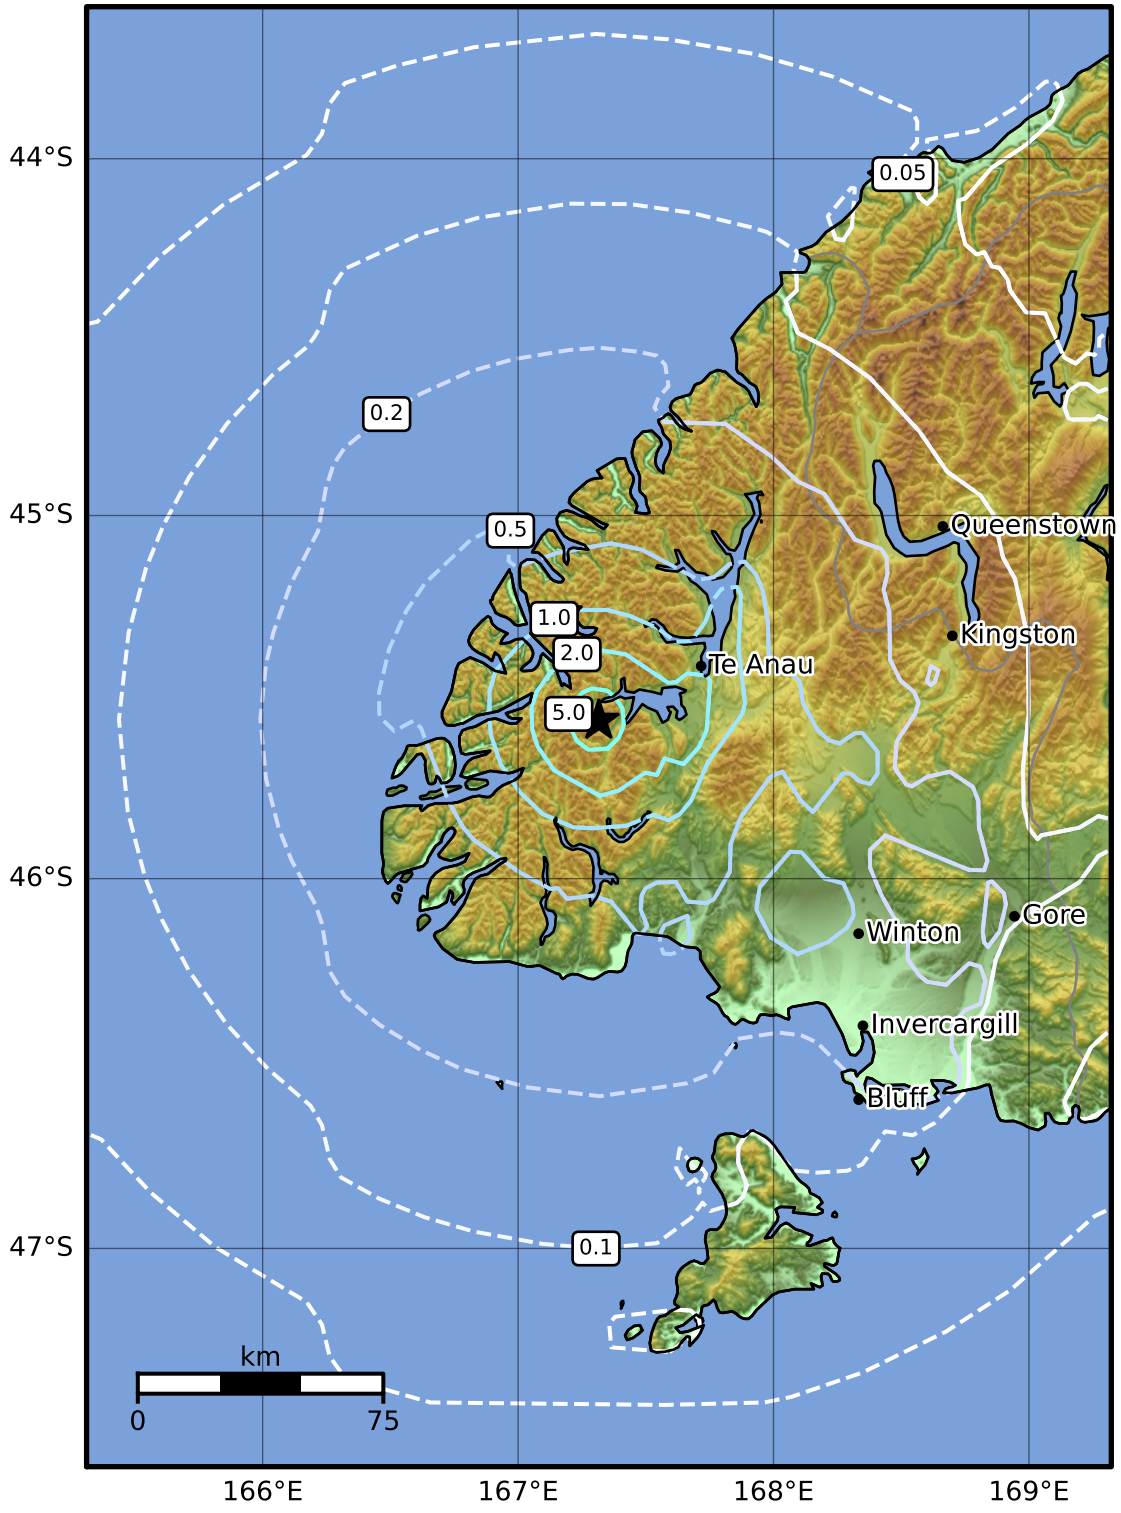 44°S
0.05
0.2
45°S
0.5
Queenstown
1.0
Kingston
2.0
Te Anau
5.0
46°S
Gore
Winton
Invercargill
Bluff
47°S
0.1
km
0 75
166°E 167°E 168°E 169°E